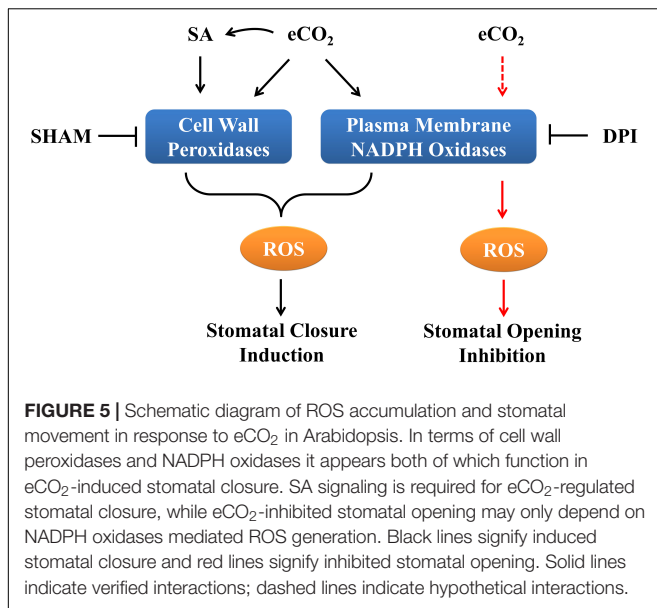 SA eCO₂ eCO₂
SHAM
Cell Wall
Peroxidases
Plasma Membrane
NADPH Oxidases
DPI
ROS ROS
Stomatal Closure
Induction
Stomatal Opening
Inhibition
FIGURE 5 | Schematic diagram of ROS accumulation and stomatal
movement in response to eCO₂ in Arabidopsis. In terms of cell wall
peroxidases and NADPH oxidases it appears both of which function in
eCO₂-induced stomatal closure. SA signaling is required for eCO₂-regulated
stomatal closure, while eCO₂-inhibited stomatal opening may only depend on
NADPH oxidases mediated ROS generation. Black lines signify induced
stomatal closure and red lines signify inhibited stomatal opening. Solid lines
indicate verified interactions; dashed lines indicate hypothetical interactions.